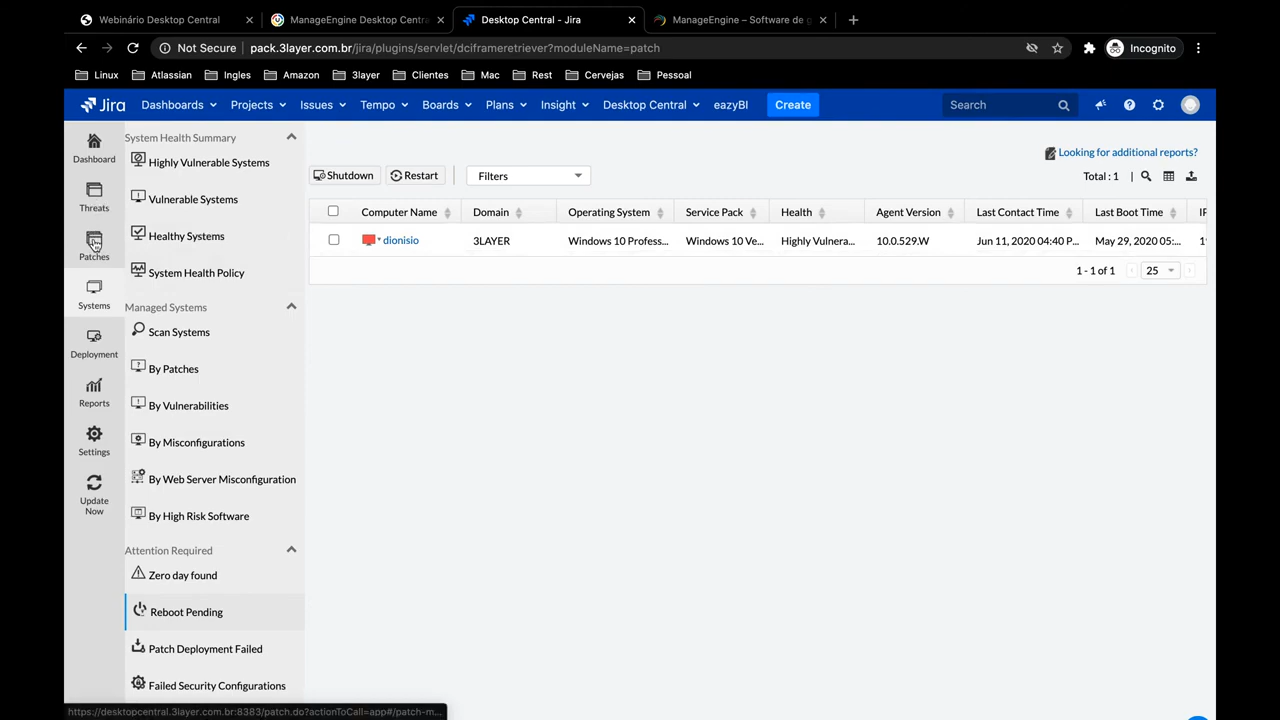 Webinário Desktop Central
ManageEngine Desktop Centra
Desktop Central - Jira
ManageEngine – Software de g
Not Secure
pack.3layer.com.br/jira/plugins/servlet/dciframeretriever?moduleName=patch
Incognito
Linux
Atlassian
Ingles
Amazon
3layer
Clientes
Mac
Rest
Cervejas
Pessoal
Jira
Dashboards
Projects
Issues
Tempo
Boards
Plans
Insight
Desktop Central
eazyBI
Create
Search
Dashboard
Threats
Patches
Systems
Deployment
Reports
Settings
Update
Now
System Health Summary
Highly Vulnerable Systems
Vulnerable Systems
Healthy Systems
System Health Policy
Managed Systems
Scan Systems
By Patches
By Vulnerabilities
By Misconfigurations
By Web Server Misconfiguration
By High Risk Software
Attention Required
Zero day found
Reboot Pending
Patch Deployment Failed
Failed Security Configurations
Looking for additional reports?
Shutdown
Restart
Filters
Total : 1
Computer Name
Domain
Operating System
Service Pack
Health
Agent Version
Last Contact Time
Last Boot Time
IP
* dionisio
3LAYER
Windows 10 Profess...
Windows 10 Ve...
Highly Vulnera...
10.0.529.W
Jun 11, 2020 04:40 P...
May 29, 2020 05:...
1 - 1 of 1
25
https://desktopcentral.3layer.com.br:8383/patch.do?actionToCall=app#/patch-m...